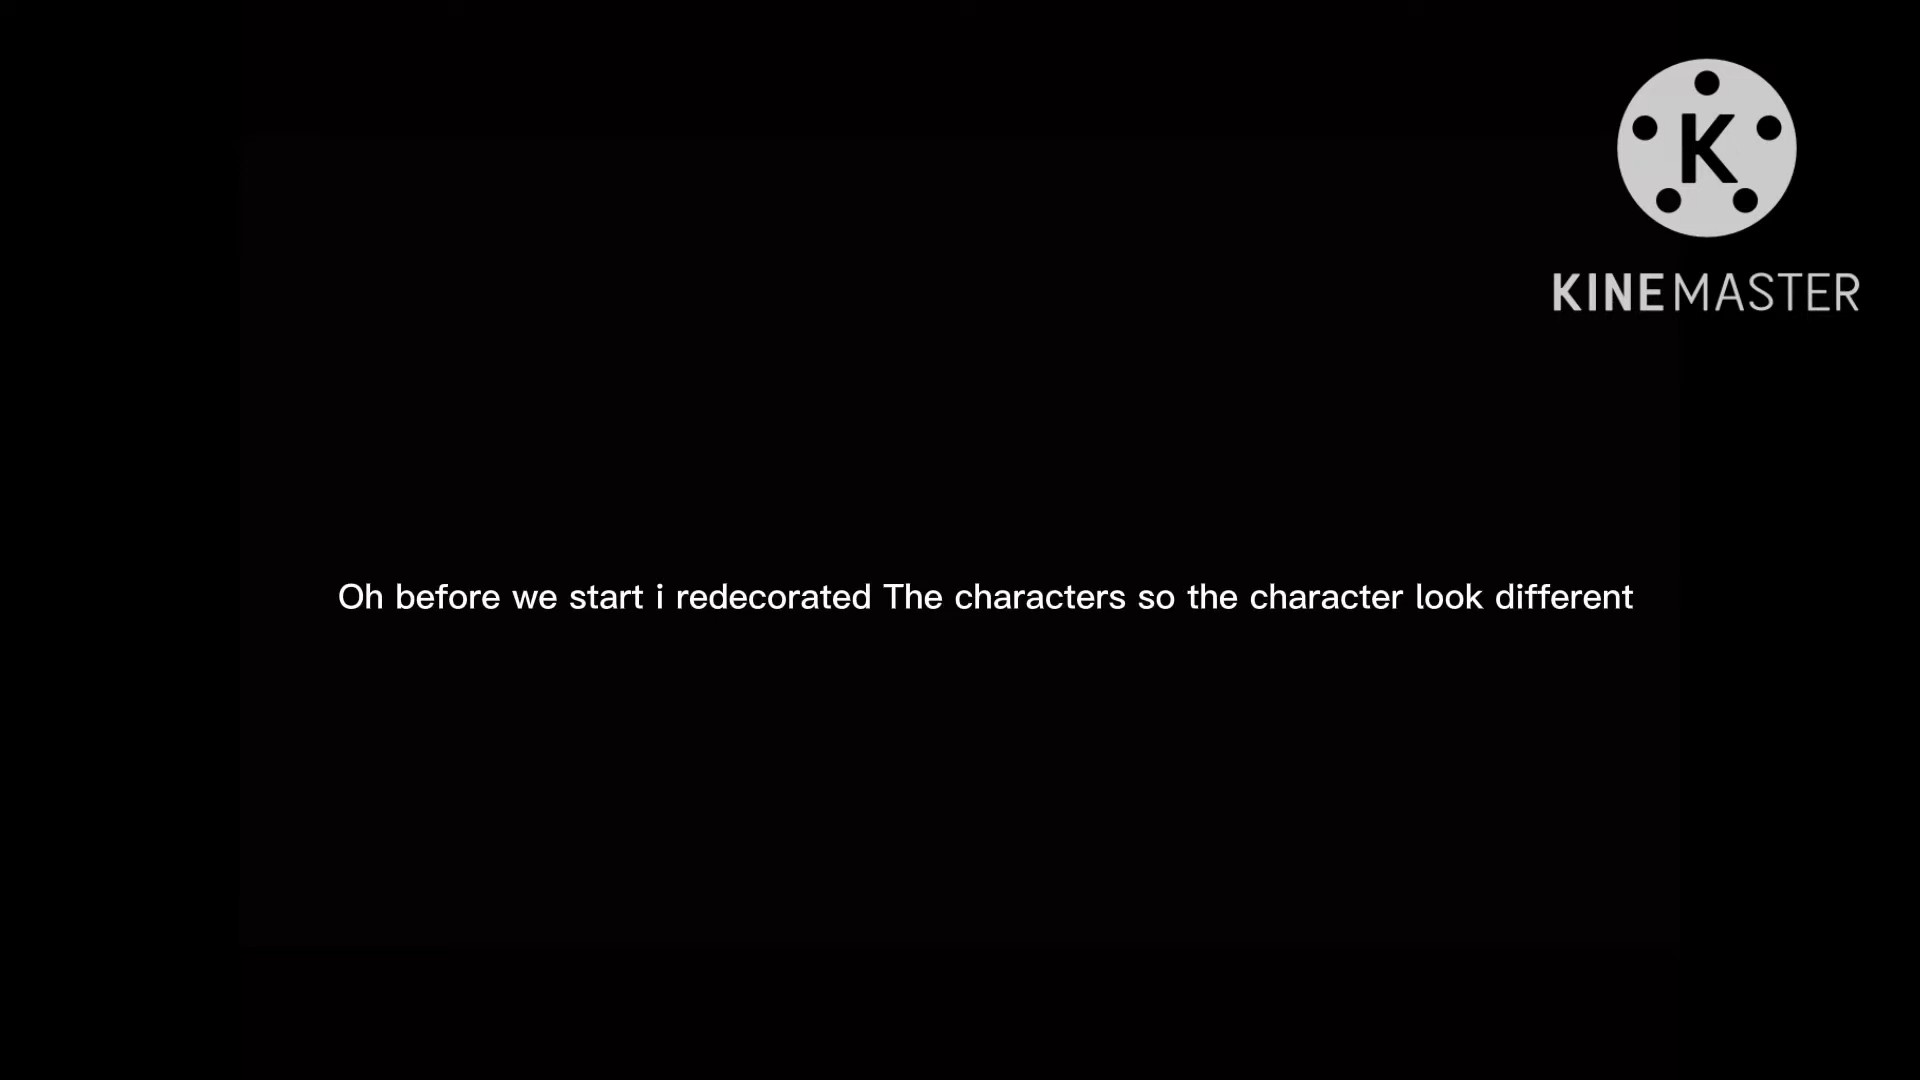 K
KINEMASTER
Oh before we start i redecorated The characters so the character look different